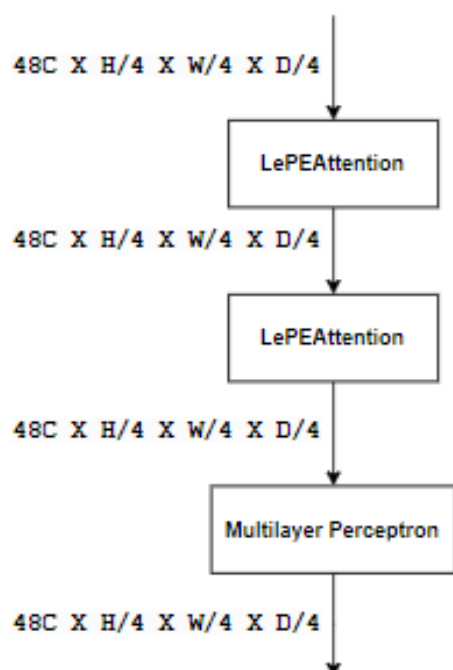 48C X H/4 X W/4 X D/4
LePEAttention
48C X H/4 X W/4 X D/4
LePEAttention
48C X H/4 X W/4 X D/4
Multilayer Perceptron
48C X H/4 X W/4 X D/4